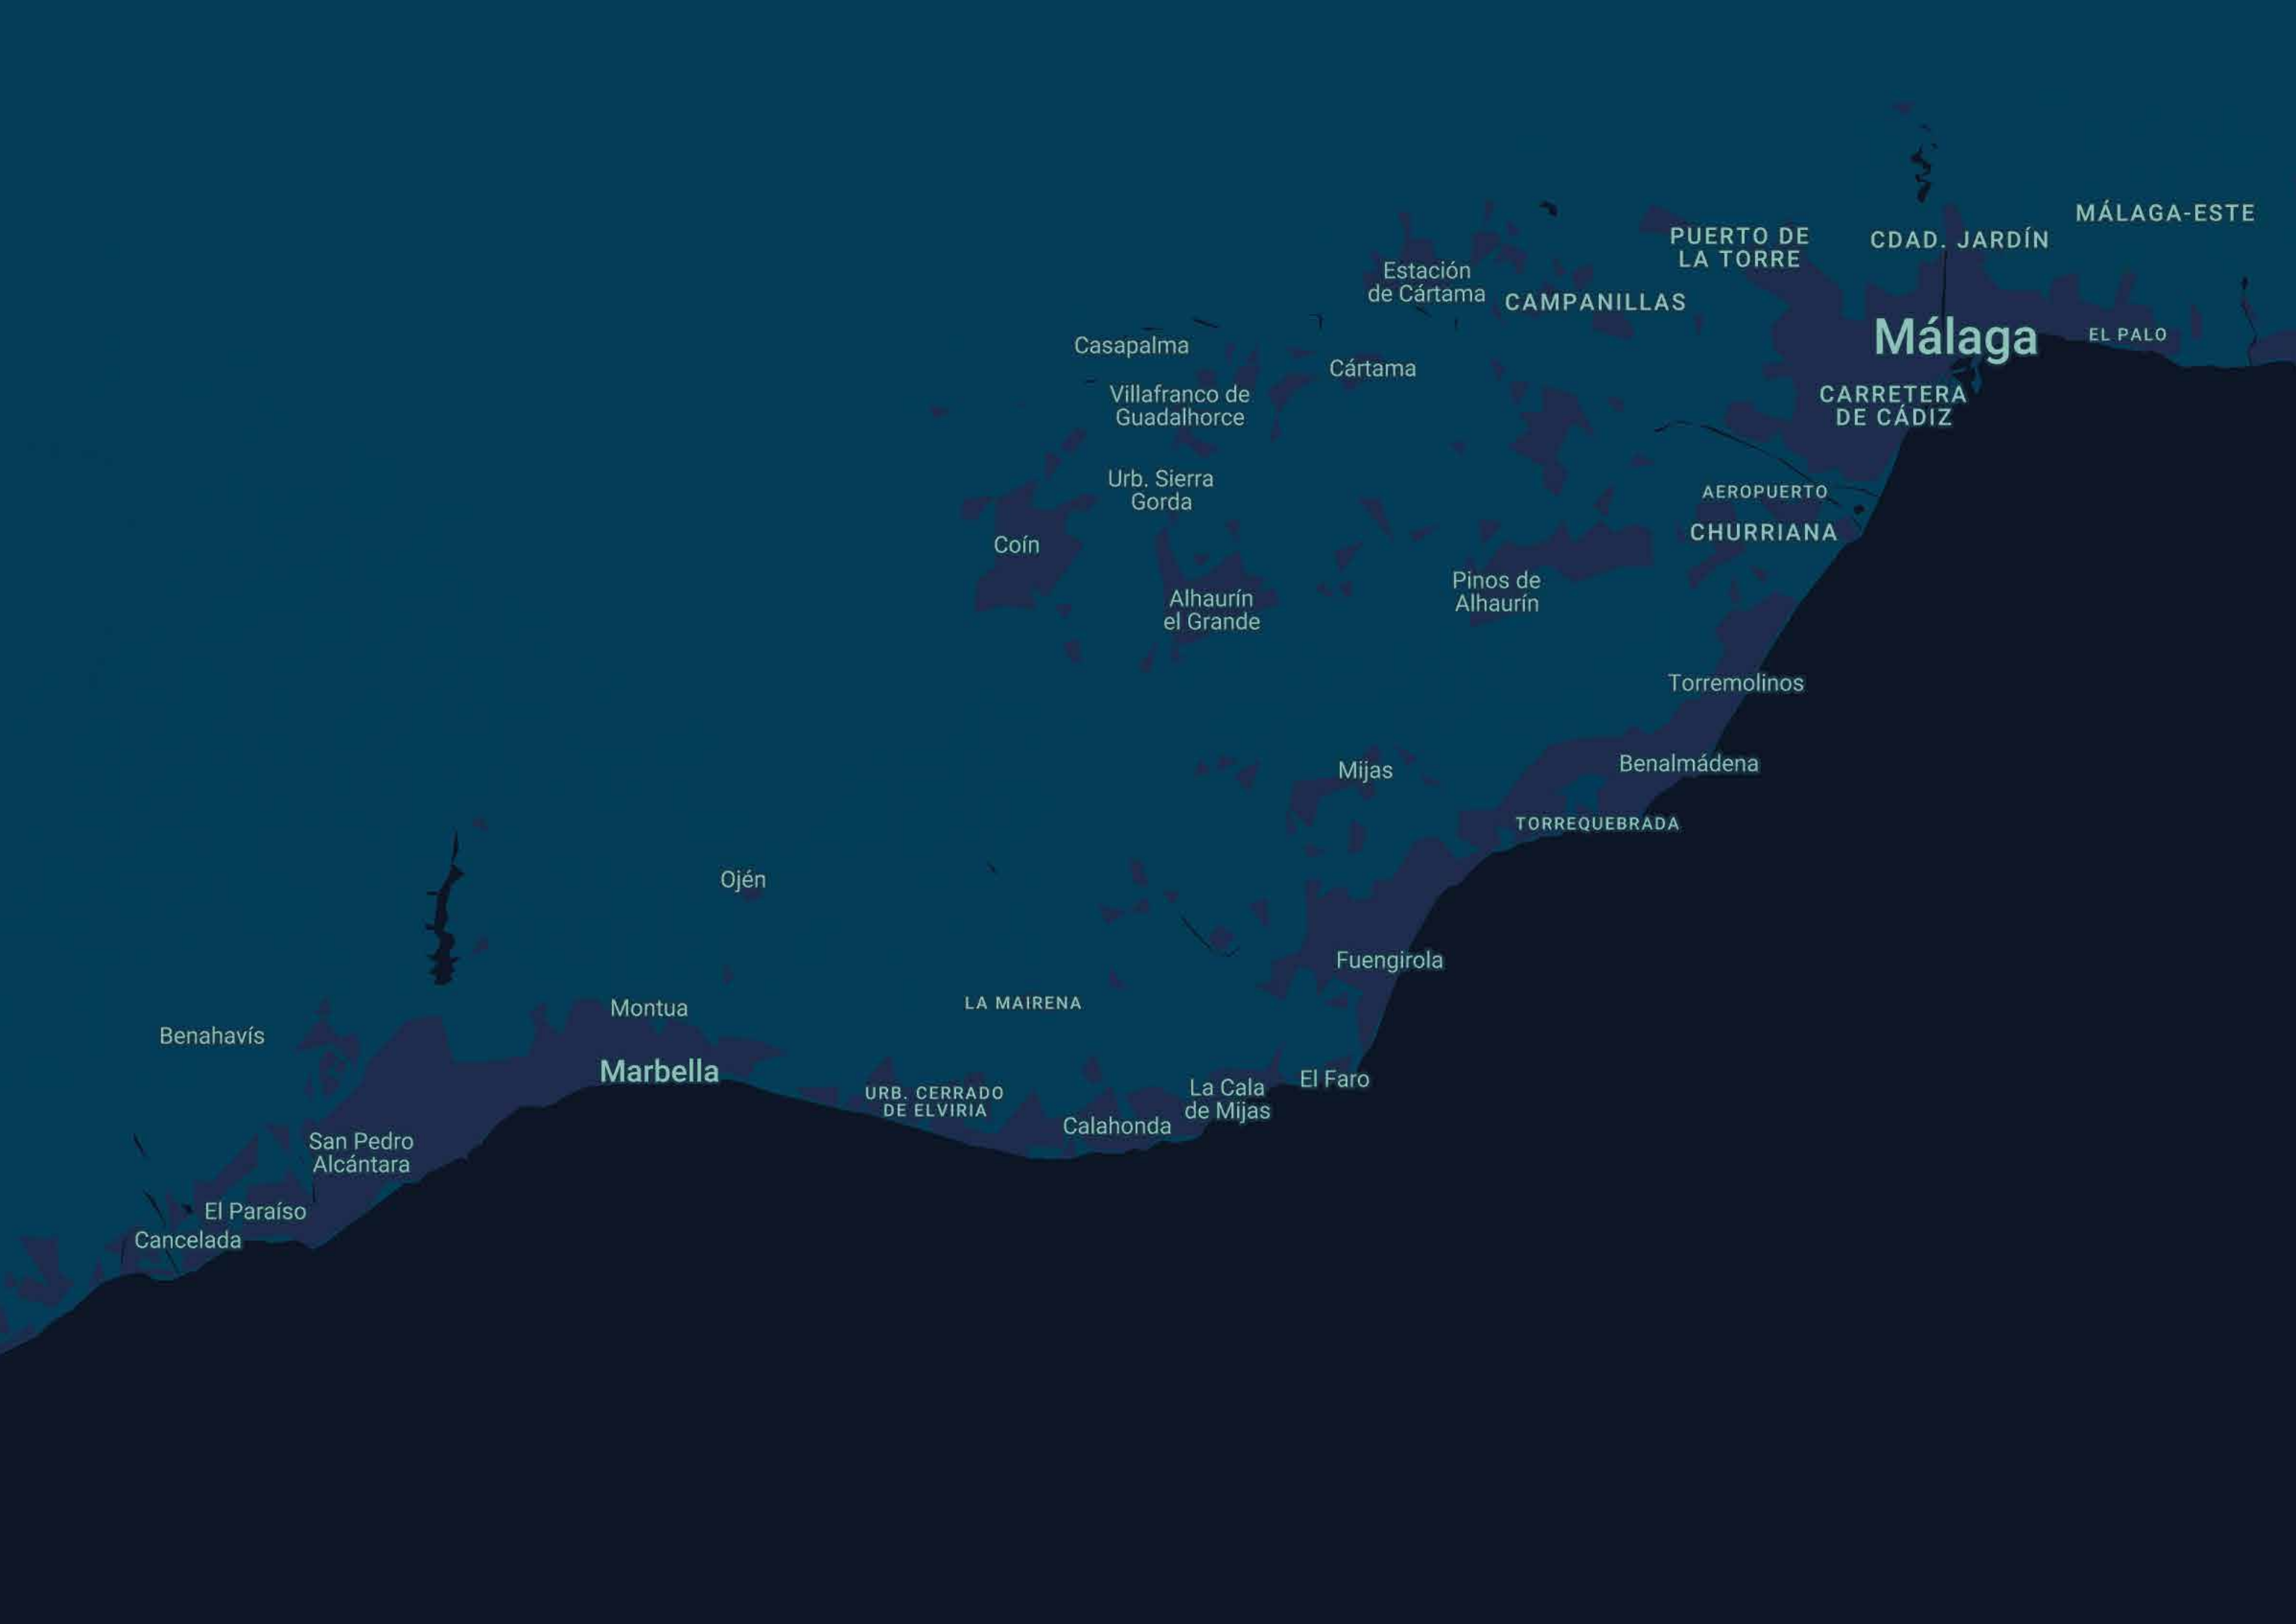 MÁLAGA-ESTE
PUERTO DE
LA TORRE
CDAD. JARDÍN
Estación
de Cártama
CAMPANILLAS
Málaga
EL PALO
Casapalma
Cártama
Villafranco de
Guadalhorce
CARRETERA
DE CÁDIZ
Urb. Sierra
Gorda
AEROPUERTO
CHURRIANA
Coín
Pinos de
Alhaurín
Alhaurín
el Grande
Torremolinos
Benalmádena
Mijas
TORREQUEBRADA
Ojén
Fuengirola
LA MAIRENA
Montua
Benahavís
Marbella
El Faro
La Cala
de Mijas
URB. CERRADO
DE ELVIRIA
Calahonda
San Pedro
Alcántara
El Paraíso
Cancelada